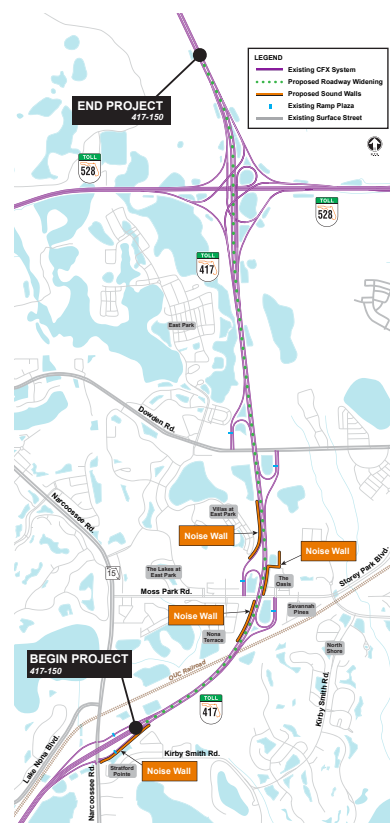 LEGEND
Existing CFX System
Proposed Roadway Widening
Proposed Sound Walls
Existing Ramp Plaza
Existing Surface Street
END PROJECT
417-150
TOLL
528
TOLL
528
TOLL
417
East Park
Dowden Rd.
Narcoossee Rd.
Villas at
East Park
Noise Wall
Noise Wall
15
The Lakes at
East Park
The
Oasis
Storey Park Blvd.
Moss Park Rd.
Noise Wall
Savannah
Pines
Nona
Terrace
North
Shore
BEGIN PROJECT
417-150
OUC Railroad
TOLL
417
Kirby Smith Rd.
Lake Nona Blvd.
Narcoossee Rd.
Kirby Smith Rd.
Stratford
Pointe
Noise Wall